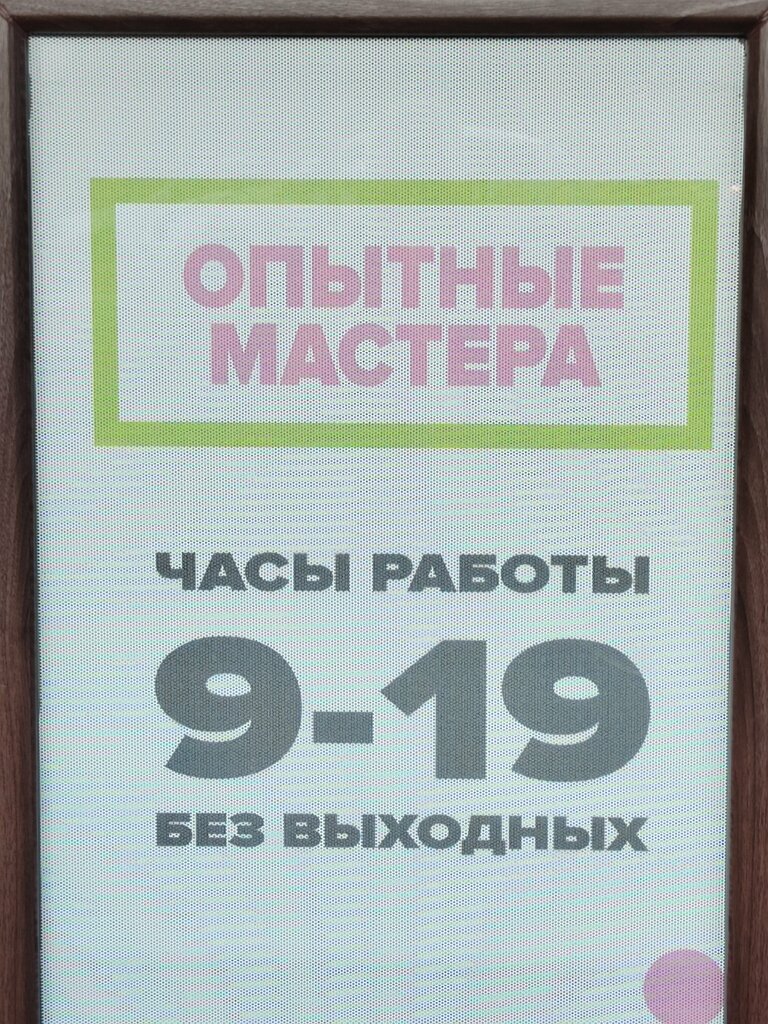 ОПЫТНЫЕ
МАСТЕРА
ЧАСЫ РАБОТЫ
9-19
БЕЗ ВЫХОДНЫХ